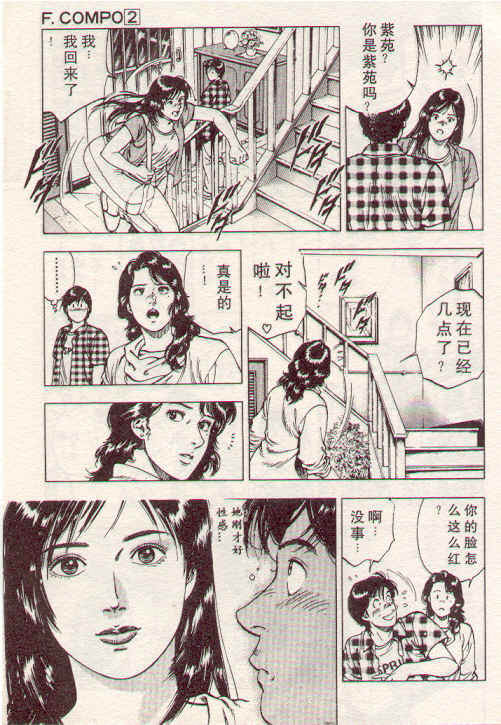 F. COMPO 2
紫苑?
你是紫苑吗?
我…
我回来了
!
现在已经
几点了?
对不起
啦!♡
…!
真是的
………
你的脸怎
么这么红
?
啊…
没事…
她刚才好
性感…
SPRI